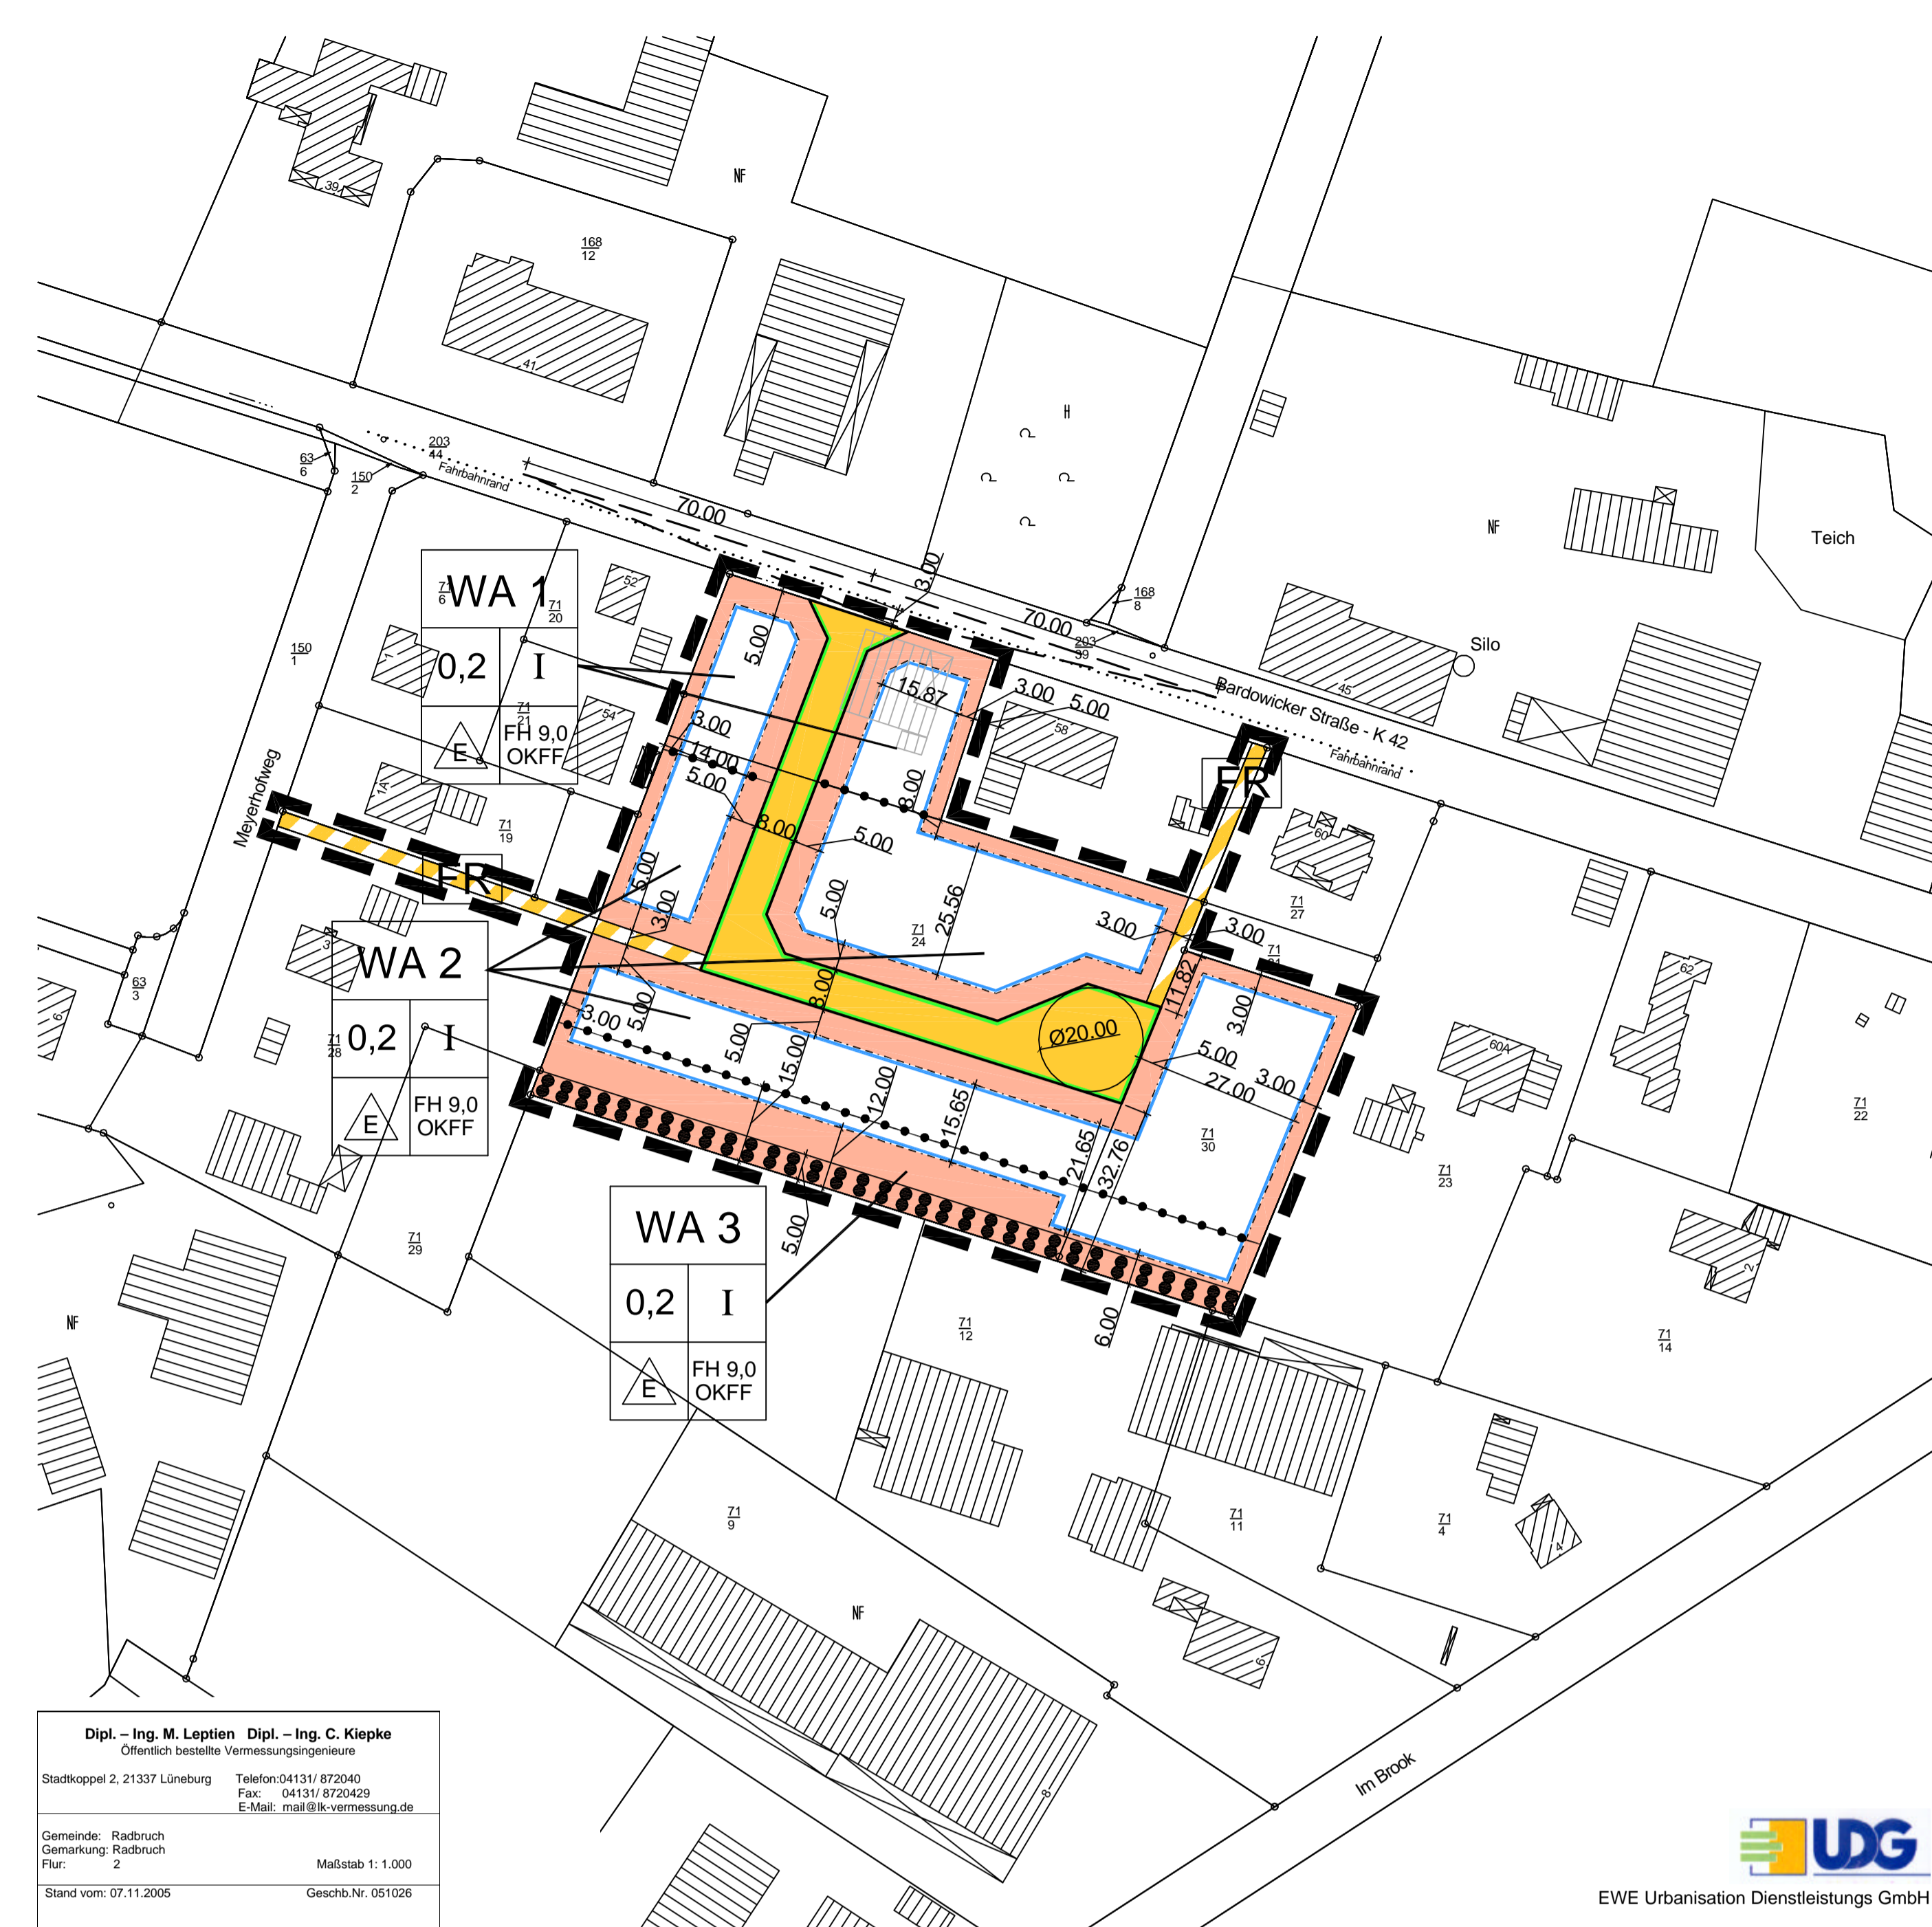 39
NF
168
12
41
H
203
44
Fahrbahnrand
63
6
150
2
70.00
3.00
NF
Teich
168
8
70.00
203
39
Silo
45
Bardowicker Straße - K 42
Fahrbahnrand
WA 1
71
6
71
20
52
0,2
I
71
21
E
FH 9,0
OKFF
54
1
1A
150
1
Meyerhofweg
71
19
5.00
15.87
3.00
5.00
58
3.00
14.00
5.00
8.00
8.00
5.00
FR
60
71
27
FR
5.00
3.00
5.00
25.56
71
24
3.00
3.00
71
WA 2
3
63
3
6
0,2
I
71
28
E
FH 9,0
OKFF
3.00
5.00
8.00
5.00
15.00
12.00
15.65
Ø20.00
11.82
3.00
5.00
27.00
3.00
21.65
32.76
71
30
62
60A
71
22
71
23
2
71
14
71
29
WA 3
0,2
I
E
FH 9,0
OKFF
5.00
6.00
71
12
NF
71
9
71
11
71
4
4
NF
6
8
Im Brook
Dipl. – Ing. M. Leptien Dipl. – Ing. C. Kiepke
Öffentlich bestellte Vermessungsingenieure
Stadtkoppel 2, 21337 Lüneburg Telefon:04131/ 872040
Fax: 04131/ 8720429
E-Mail: mail@lk-vermessung.de
Gemeinde: Radbruch
Gemarkung: Radbruch
Flur: 2 Maßstab 1: 1.000
Stand vom: 07.11.2005 Geschb.Nr. 051026
UDG
EWE Urbanisation Dienstleistungs GmbH